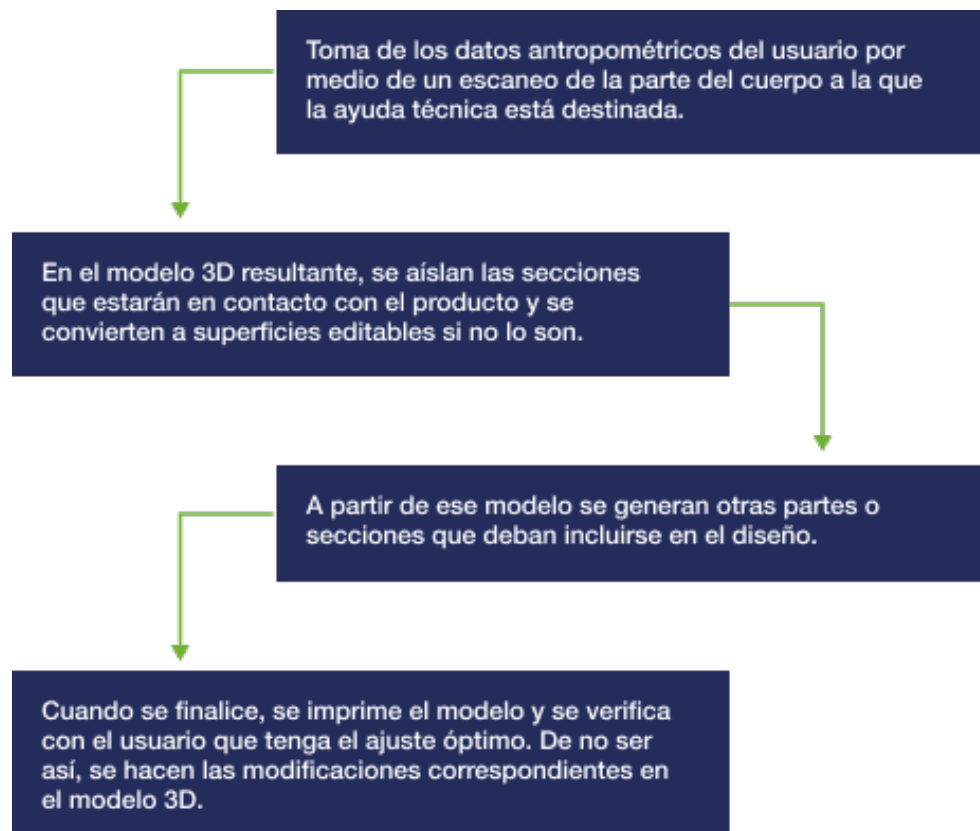 Toma de los datos antropométricos del usuario por
medio de un escaneo de la parte del cuerpo a la que
la ayuda técnica está destinada.
En el modelo 3D resultante, se aíslan las secciones
que estarán en contacto con el producto y se
convierten a superficies editables si no lo son.
A partir de ese modelo se generan otras partes o
secciones que deban incluirse en el diseño.
Cuando se finalice, se imprime el modelo y se verifica
con el usuario que tenga el ajuste óptimo. De no ser
así, se hacen las modificaciones correspondientes en
el modelo 3D.